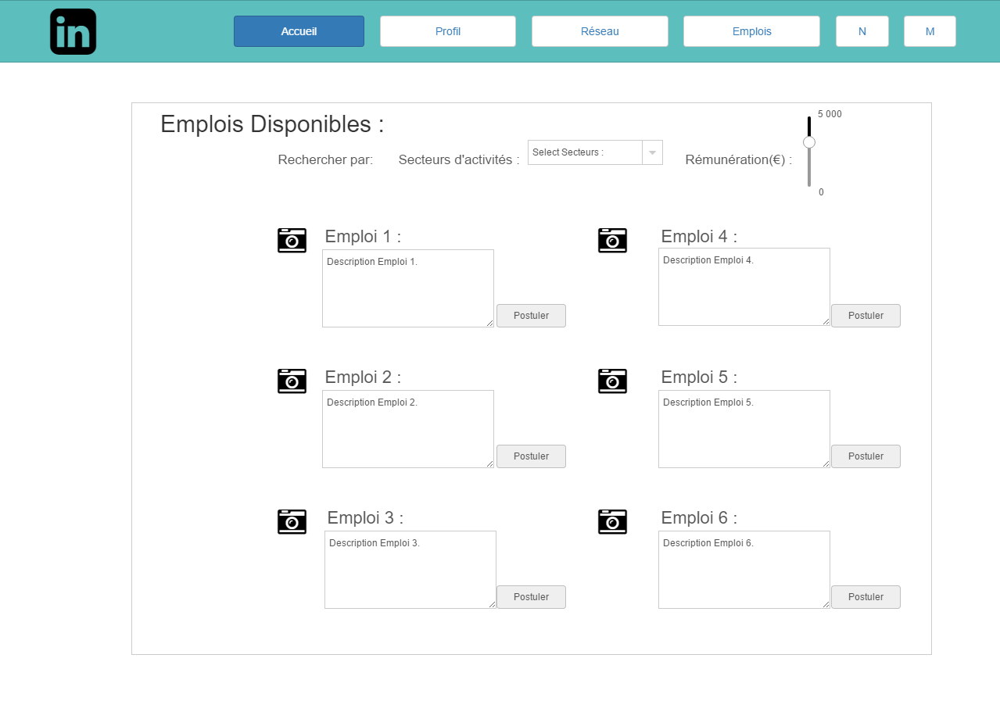 in
Accueil
Profil
Réseau
Emplois
N
M
Emplois Disponibles :
5 000
Rechercher par:
Secteurs d'activités :
Select Secteurs :
Rémunération(€) :
0
Emploi 1 :
Description Emploi 1.
Postuler
Emploi 4 :
Description Emploi 4.
Postuler
Emploi 2 :
Description Emploi 2.
Postuler
Emploi 5 :
Description Emploi 5.
Postuler
Emploi 3 :
Description Emploi 3.
Postuler
Emploi 6 :
Description Emploi 6.
Postuler